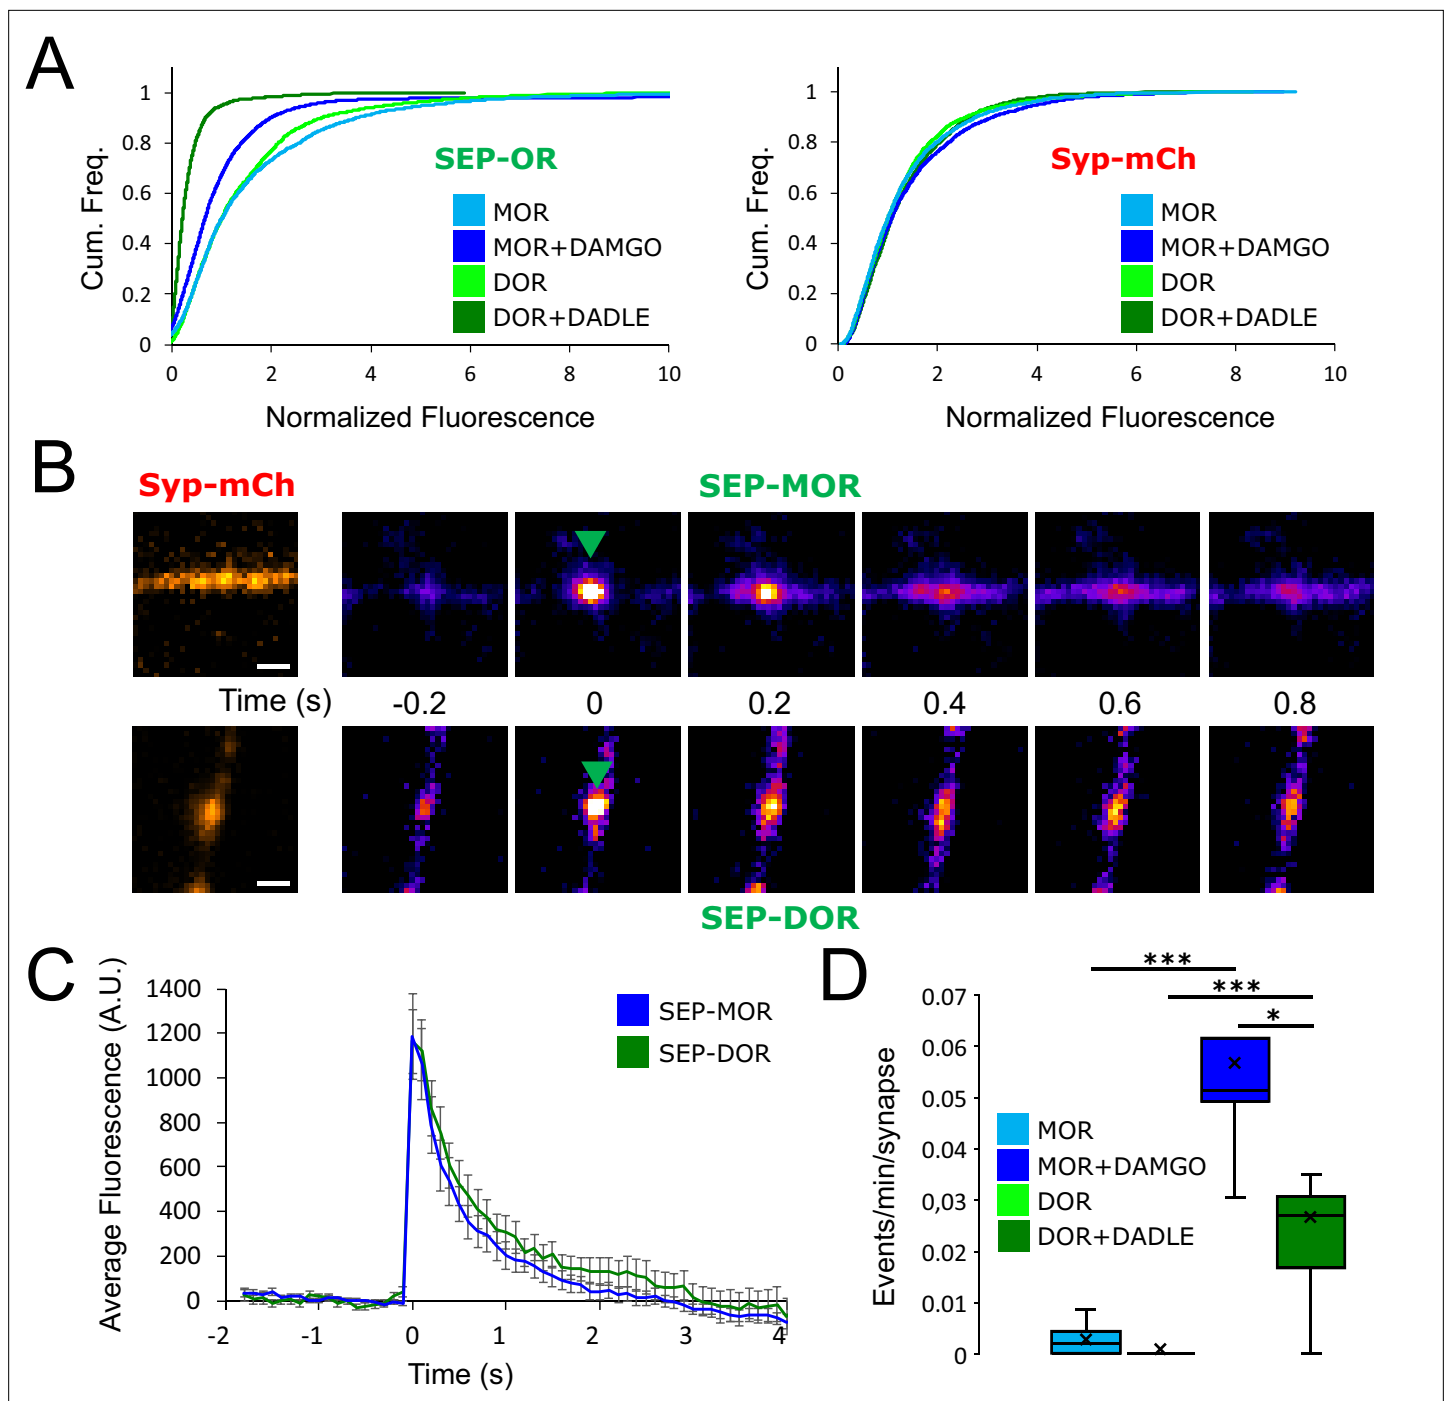 A
1
0.8
0.6
0.4
0.2
0
0 2 4 6 8 10
Cum. Freq.
Normalized Fluorescence
SEP-OR
MOR
MOR+DAMGO
DOR
DOR+DADLE
1
0.8
0.6
0.4
0.2
0
0 2 4 6 8 10
Cum. Freq.
Normalized Fluorescence
Syp-mCh
MOR
MOR+DAMGO
DOR
DOR+DADLE
B
Syp-mCh SEP-MOR
Time (s) -0.2 0 0.2 0.4 0.6 0.8
SEP-DOR
C
Average Fluorescence (A.U.)
1400
1200
1000
800
600
400
200
0
-2 -1 0 1 2 3 4
Time (s)
SEP-MOR
SEP-DOR
D
***
***
*
Events/min/synapse
0.07
0.06
0.05
0.04
0,03
0.02
0.01
0
MOR
MOR+DAMGO
DOR
DOR+DADLE